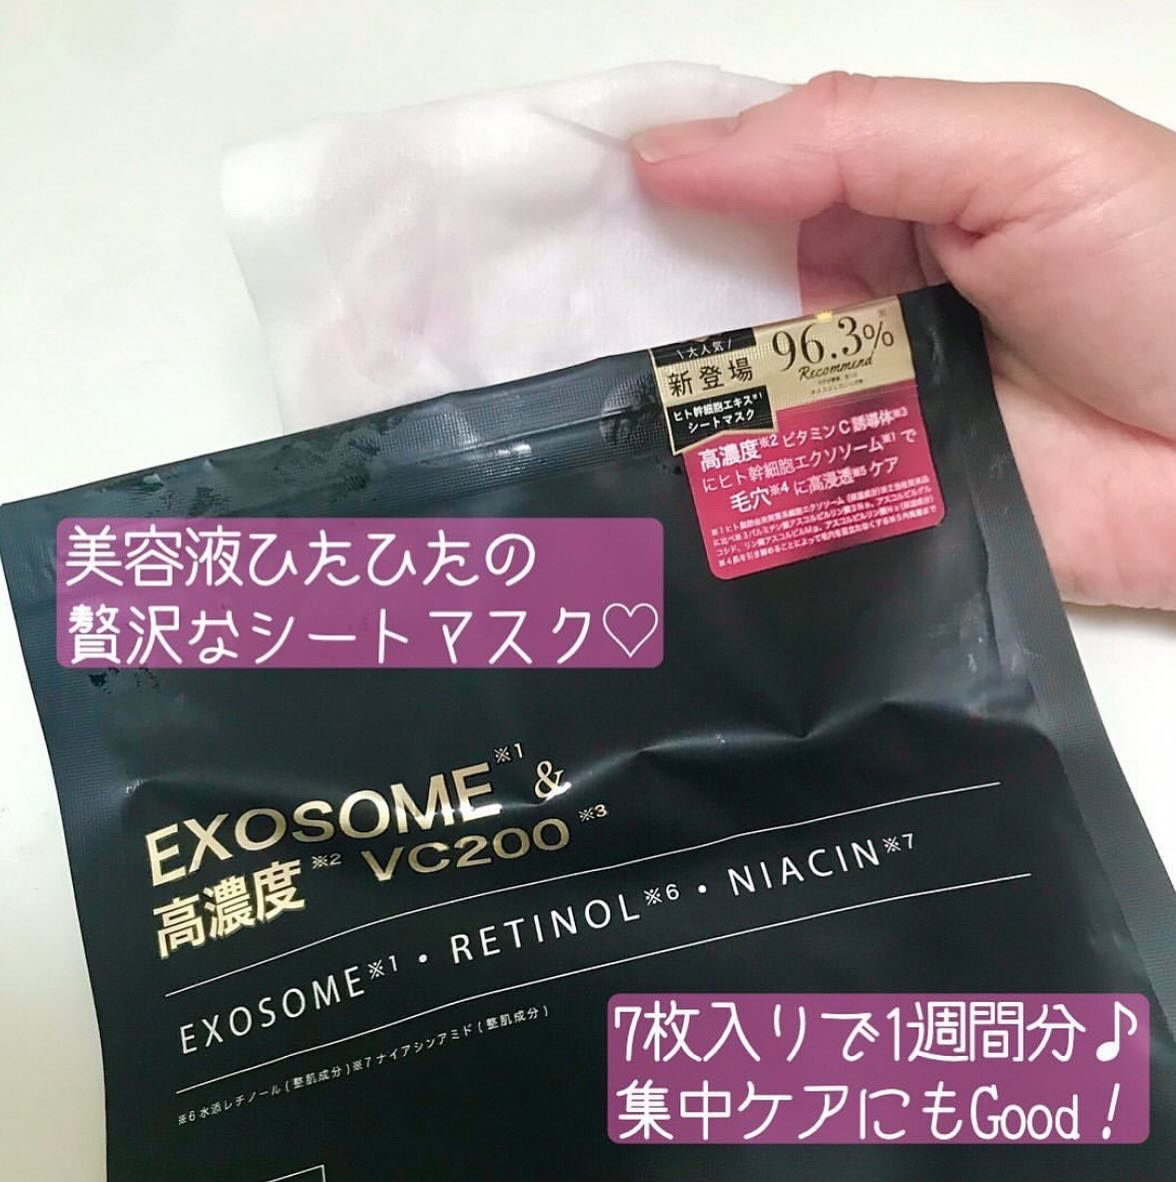 \大人気/
新登場
96.3%
Recommend
ヒト幹細胞エキス※1
シートマスク
高濃度※2 ビタミンC誘導体※3
にヒト幹細胞エクソソーム※1で
毛穴※4 に高浸透※5 ケア
美容液ひたひたの
贅沢なシートマスク♡
EXOSOME※1 &
高濃度※2 VC200※3
EXOSOME※1・RETINOL※6・NIACIN※7
※6 水添レチノール(整肌成分)※7 ナイアシンアミド(整肌成分)
7枚入りで1週間分♪
集中ケアにもGood!